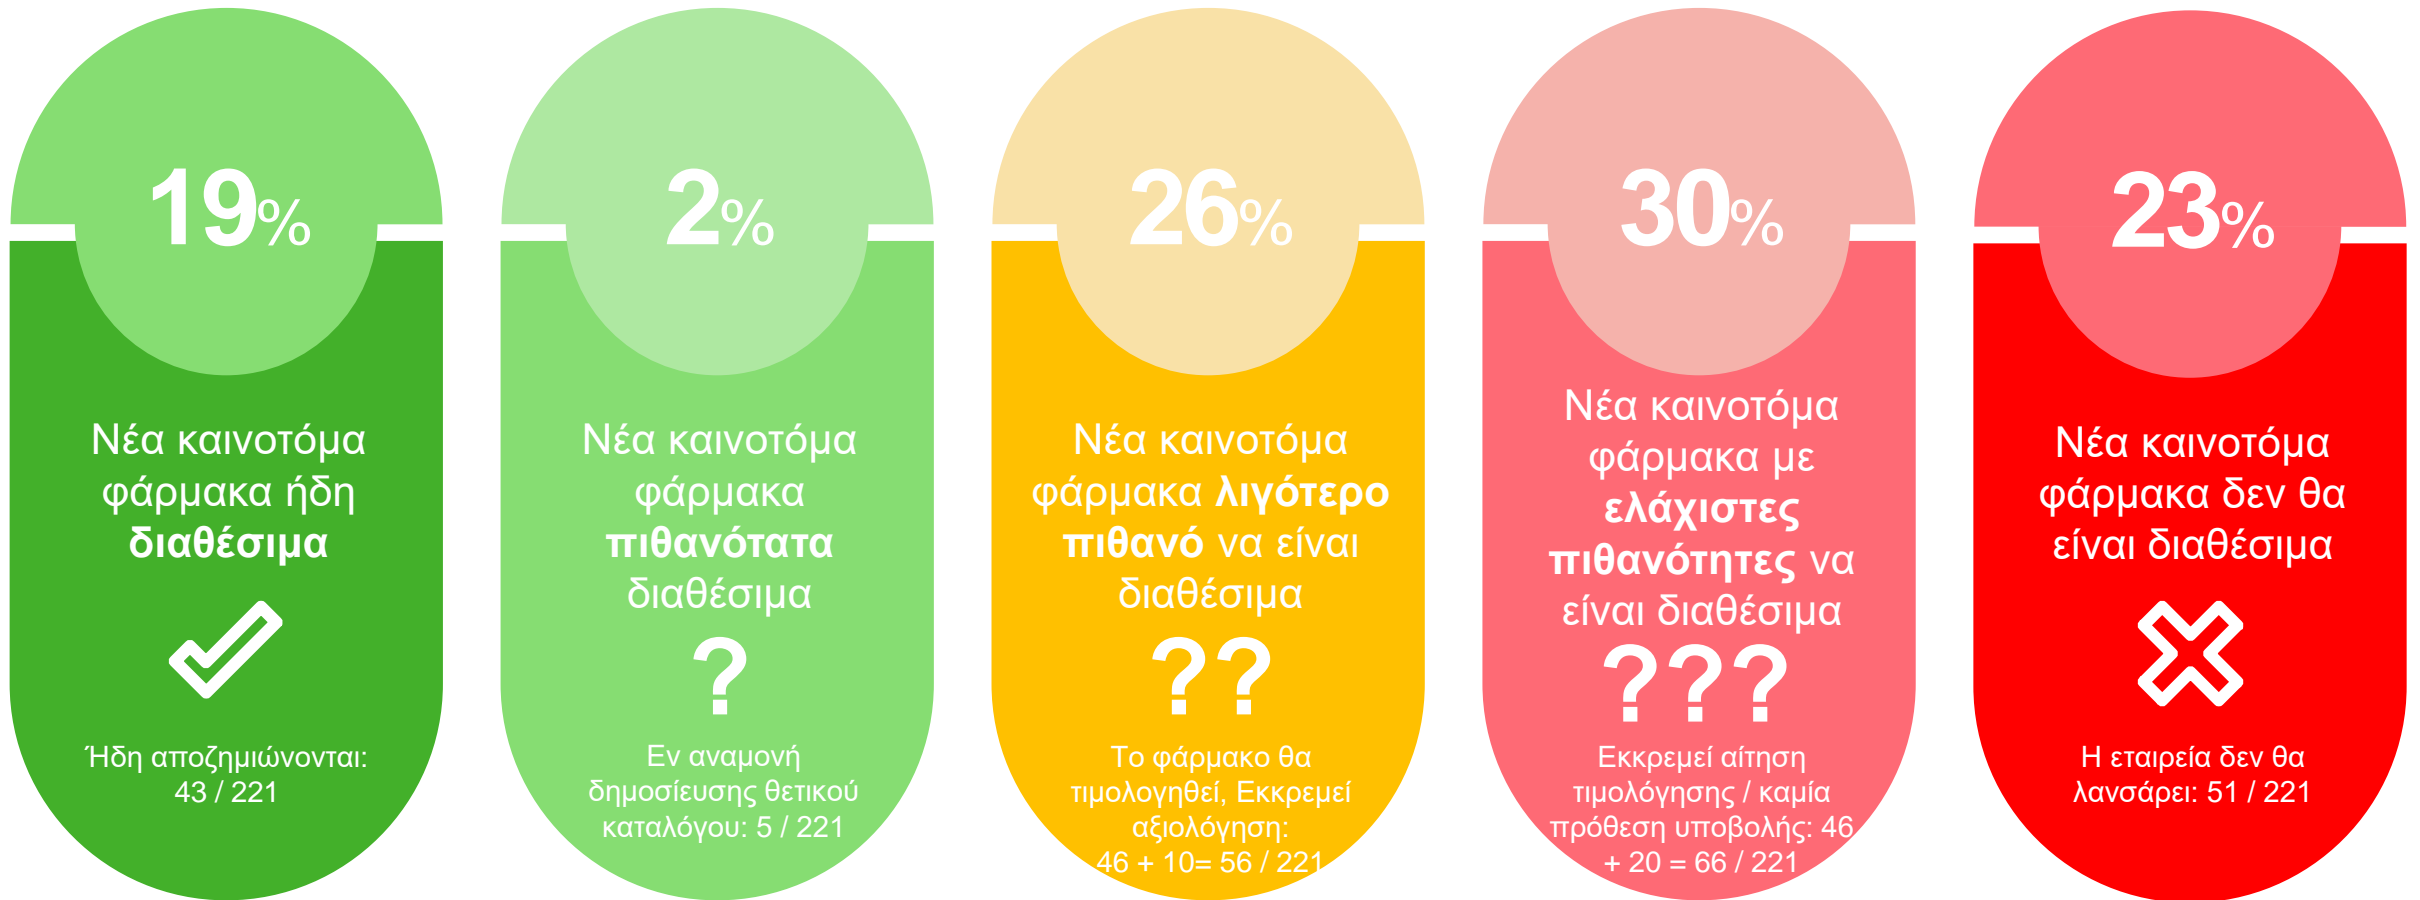 19%
Νέα καινοτόμα
φάρμακα ήδη
διαθέσιμα
Ήδη αποζημιώνονται:
43 / 221
2%
Νέα καινοτόμα
φάρμακα
πιθανότατα
διαθέσιμα
?
Εν αναμονή
δημοσίευσης θετικού
καταλόγου: 5 / 221
26%
Νέα καινοτόμα
φάρμακα λιγότερο
πιθανό να είναι
διαθέσιμα
??
Το φάρμακο θα
τιμολογηθεί, Εκκρεμεί
αξιολόγηση:
46 + 10= 56 / 221
30%
Νέα καινοτόμα
φάρμακα με
ελάχιστες
πιθανότητες να
είναι διαθέσιμα
???
Εκκρεμεί αίτηση
τιμολόγησης / καμία
πρόθεση υποβολής: 46
+ 20 = 66 / 221
23%
Νέα καινοτόμα
φάρμακα δεν θα
είναι διαθέσιμα
Η εταιρεία δεν θα
λανσάρει: 51 / 221